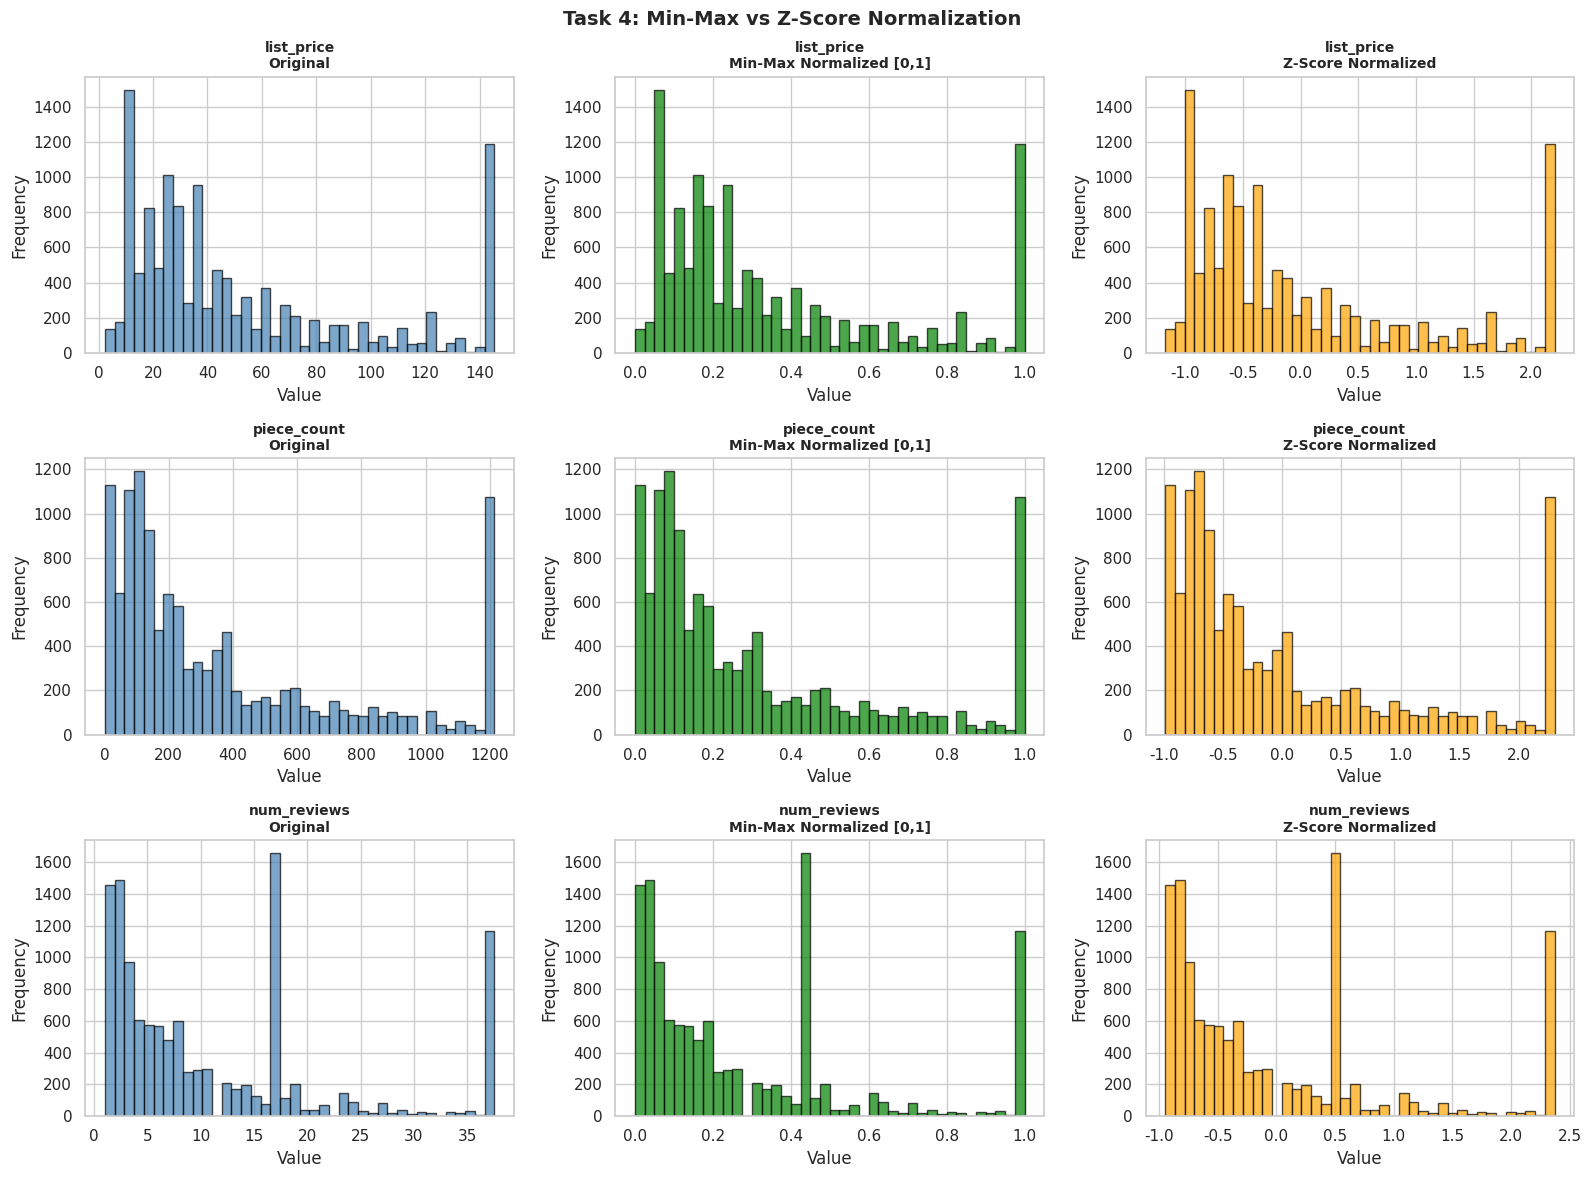 Task 4: Min-Max vs Z-Score Normalization
list_price
Original
Frequency
1400
1200
1000
800
600
400
200
0
0 20 40 60 80 100 120 140
Value
list_price
Min-Max Normalized [0,1]
Frequency
1400
1200
1000
800
600
400
200
0
0.0 0.2 0.4 0.6 0.8 1.0
Value
list_price
Z-Score Normalized
Frequency
1400
1200
1000
800
600
400
200
0
-1.0 -0.5 0.0 0.5 1.0 1.5 2.0
Value
piece_count
Original
Frequency
1200
1000
800
600
400
200
0
0 200 400 600 800 1000 1200
Value
piece_count
Min-Max Normalized [0,1]
Frequency
1200
1000
800
600
400
200
0
0.0 0.2 0.4 0.6 0.8 1.0
Value
piece_count
Z-Score Normalized
Frequency
1200
1000
800
600
400
200
0
-1.0 -0.5 0.0 0.5 1.0 1.5 2.0
Value
num_reviews
Original
Frequency
1600
1400
1200
1000
800
600
400
200
0
0 5 10 15 20 25 30 35
Value
num_reviews
Min-Max Normalized [0,1]
Frequency
1600
1400
1200
1000
800
600
400
200
0
0.0 0.2 0.4 0.6 0.8 1.0
Value
num_reviews
Z-Score Normalized
Frequency
1600
1400
1200
1000
800
600
400
200
0
-1.0 -0.5 0.0 0.5 1.0 1.5 2.0 2.5
Value